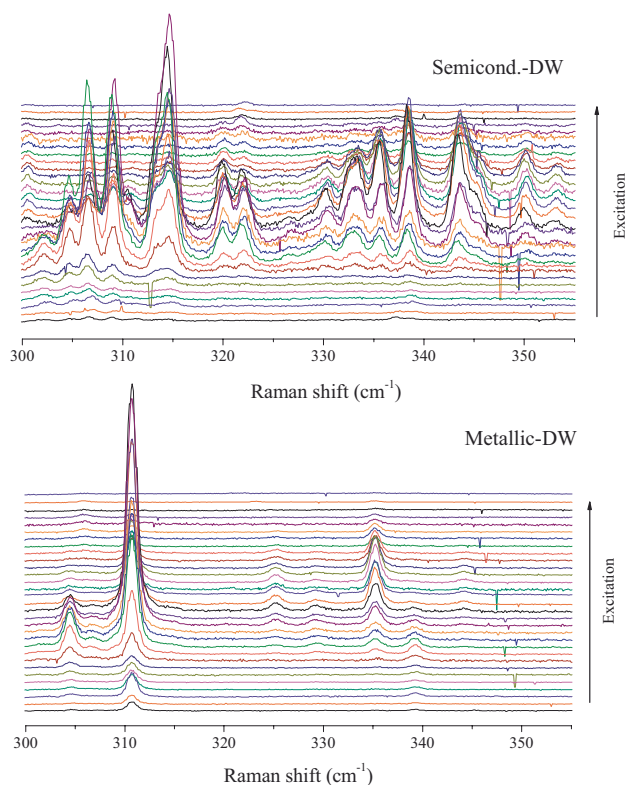 Semicond.-DW
Excitation
300 310 320 330 340 350
Raman shift (cm⁻¹)
Metallic-DW
Excitation
300 310 320 330 340 350
Raman shift (cm⁻¹)